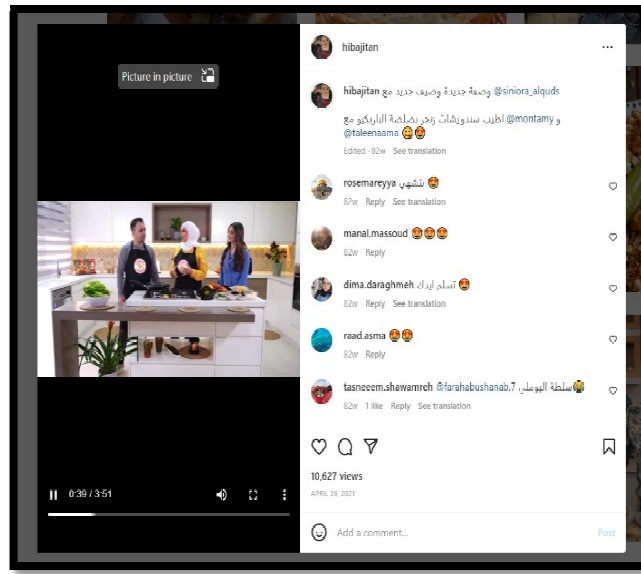 Picture in picture
hibajitan
hibajitan وصفة جديدة وصيف جديد مع @siniora_alquds
و @montamy اطيب سندويشات زنجر بصلصة الباربكيو مع
@taleenaama 😋😍
Edited · 82w See translation
rosemareyya بتشهي 😍
82w Reply See translation
manal.massoud 😍😍😍
82w Reply
dima.daraghmeh تسلم ايدك 😍
82w Reply See translation
raad.asma 😍😍
82w Reply
tasneeem.shawamreh @farahabushanab.7 سلطة الهوملي
82w 1 like Reply See translation
0:39 / 3:51
10,627 views
APRIL 26, 2021
Add a comment...
Post